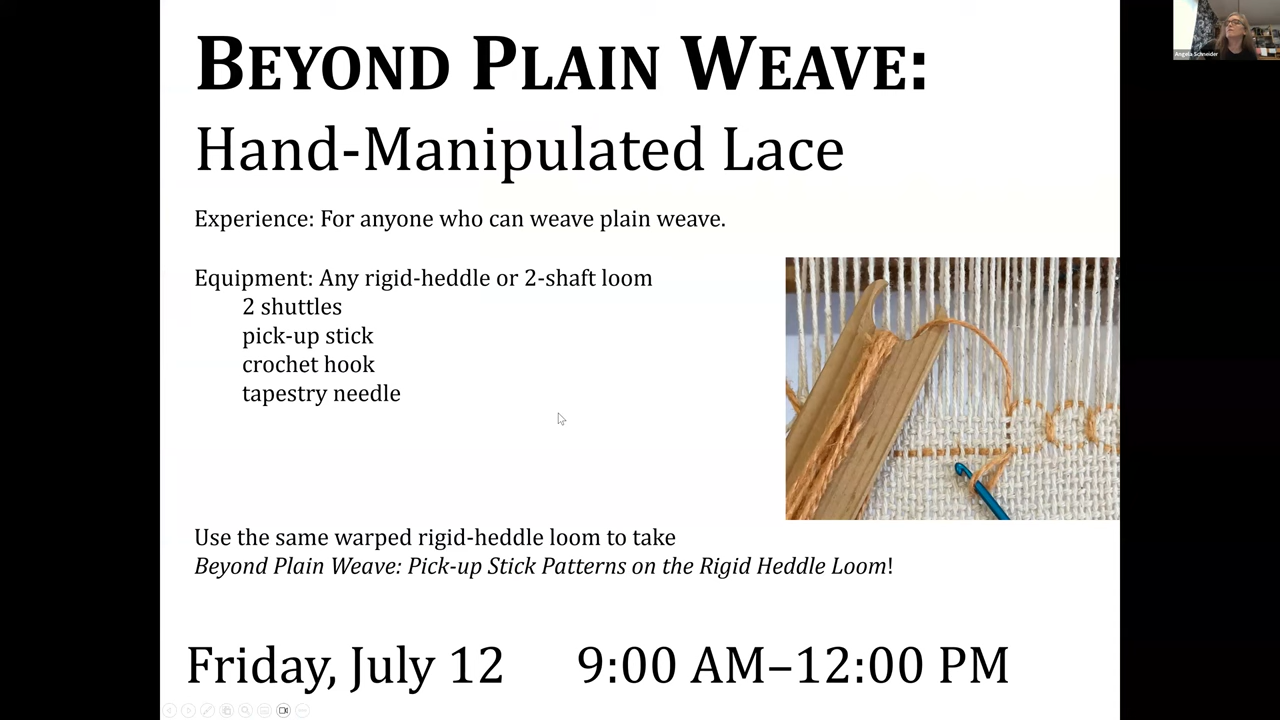 BEYOND PLAIN WEAVE:
Hand-Manipulated Lace
Experience: For anyone who can weave plain weave.
Equipment: Any rigid-heddle or 2-shaft loom
2 shuttles
pick-up stick
crochet hook
tapestry needle
Use the same warped rigid-heddle loom to take
Beyond Plain Weave: Pick-up Stick Patterns on the Rigid Heddle Loom!
Friday, July 12 9:00 AM–12:00 PM
Angela Schneider